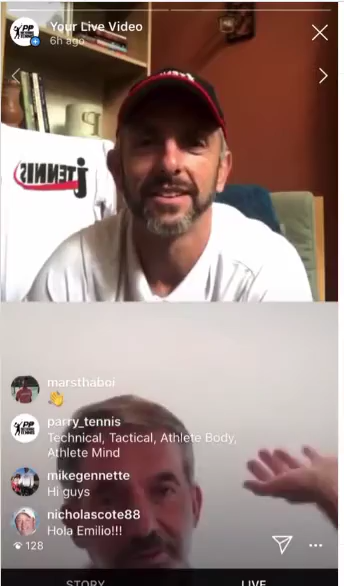 Your Live Video
6h ago
j TENNIS
marsthaboi
parry_tennis
Technical, Tactical, Athlete Body,
Athlete Mind
mikegennette
Hi guys
nicholascote88
Hola Emilio!!!
128
STORY
LIVE